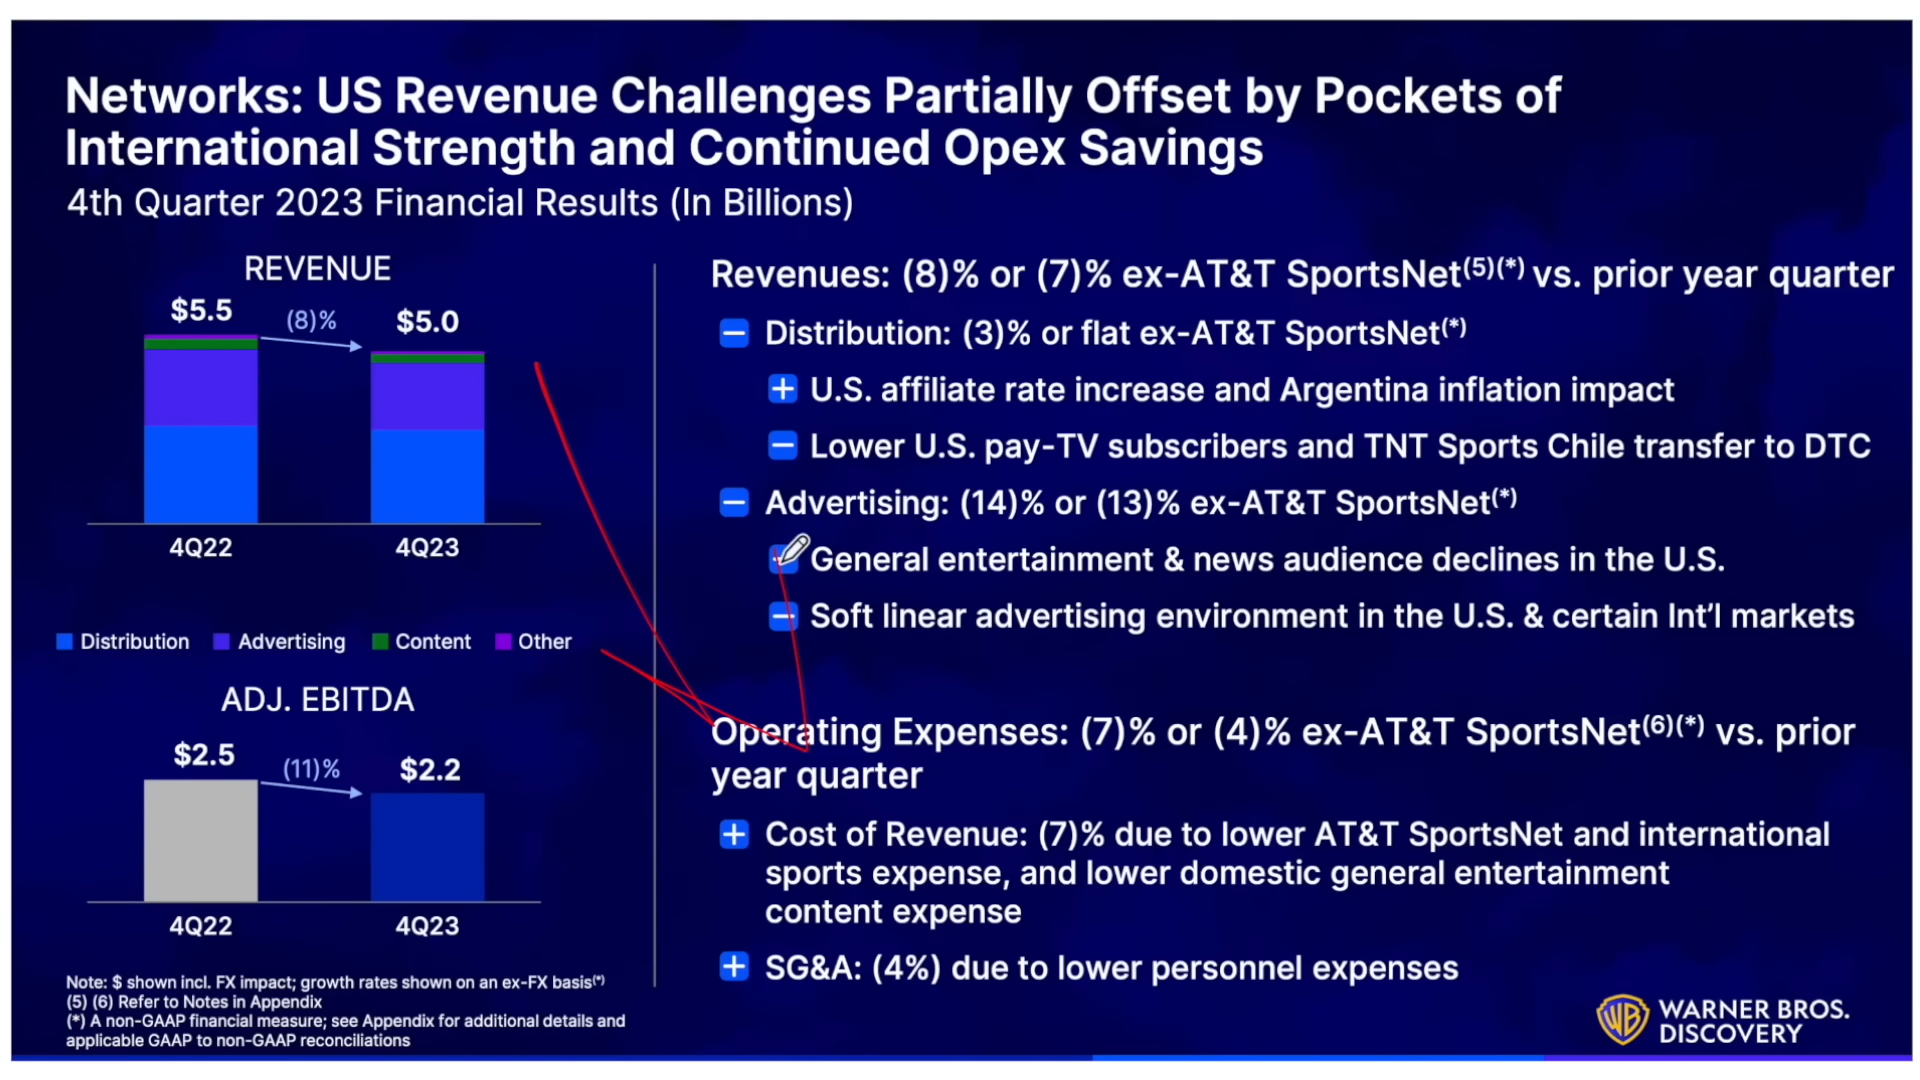 Networks: US Revenue Challenges Partially Offset by Pockets of
International Strength and Continued Opex Savings
4th Quarter 2023 Financial Results (In Billions)
REVENUE
$5.5
(8)%
$5.0
4Q22
4Q23
Distribution
Advertising
Content
Other
ADJ. EBITDA
$2.5
(11)%
$2.2
4Q22
4Q23
Note: $ shown incl. FX impact; growth rates shown on an ex-FX basis(*)
(5) (6) Refer to Notes in Appendix
(*) A non-GAAP financial measure; see Appendix for additional details and
applicable GAAP to non-GAAP reconciliations
Revenues: (8)% or (7)% ex-AT&T SportsNet(5)(*) vs. prior year quarter
Distribution: (3)% or flat ex-AT&T SportsNet(*)
U.S. affiliate rate increase and Argentina inflation impact
Lower U.S. pay-TV subscribers and TNT Sports Chile transfer to DTC
Advertising: (14)% or (13)% ex-AT&T SportsNet(*)
General entertainment & news audience declines in the U.S.
Soft linear advertising environment in the U.S. & certain Int’l markets
Operating Expenses: (7)% or (4)% ex-AT&T SportsNet(6)(*) vs. prior
year quarter
Cost of Revenue: (7)% due to lower AT&T SportsNet and international
sports expense, and lower domestic general entertainment
content expense
SG&A: (4%) due to lower personnel expenses
WB
WARNER BROS.
DISCOVERY